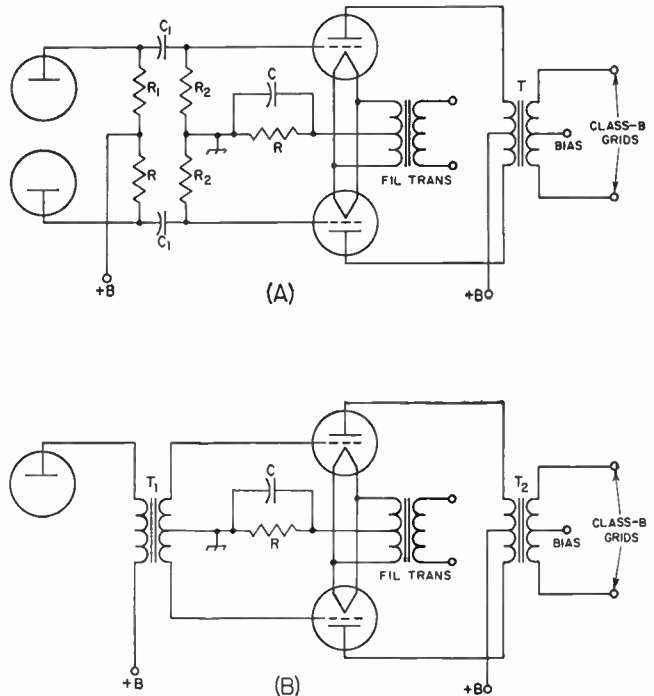 C1
R1
R2
C
T
R
CLASS-B
GRIDS
BIAS
FIL TRANS
R
R2
C1
+B
(A)
+B
T1
C
T2
R
CLASS-B
GRIDS
BIAS
FIL TRANS
+B
(B)
+B